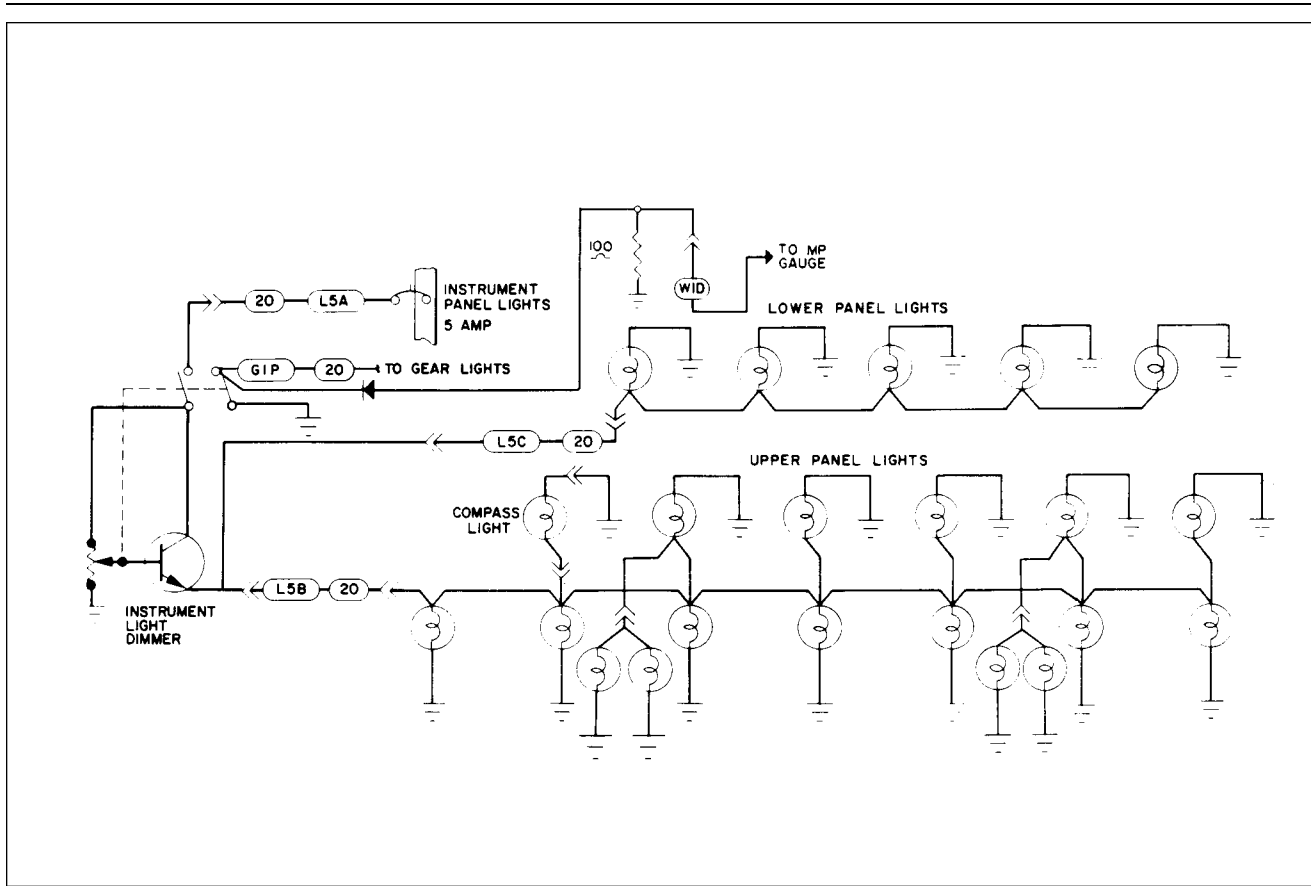 100
TO MP
GAUGE
WID
INSTRUMENT
PANEL LIGHTS
5 AMP
20
L5A
LOWER PANEL LIGHTS
GIP
20
TO GEAR LIGHTS
L5C
20
UPPER PANEL LIGHTS
COMPASS
LIGHT
L5B
20
INSTRUMENT
LIGHT
DIMMER